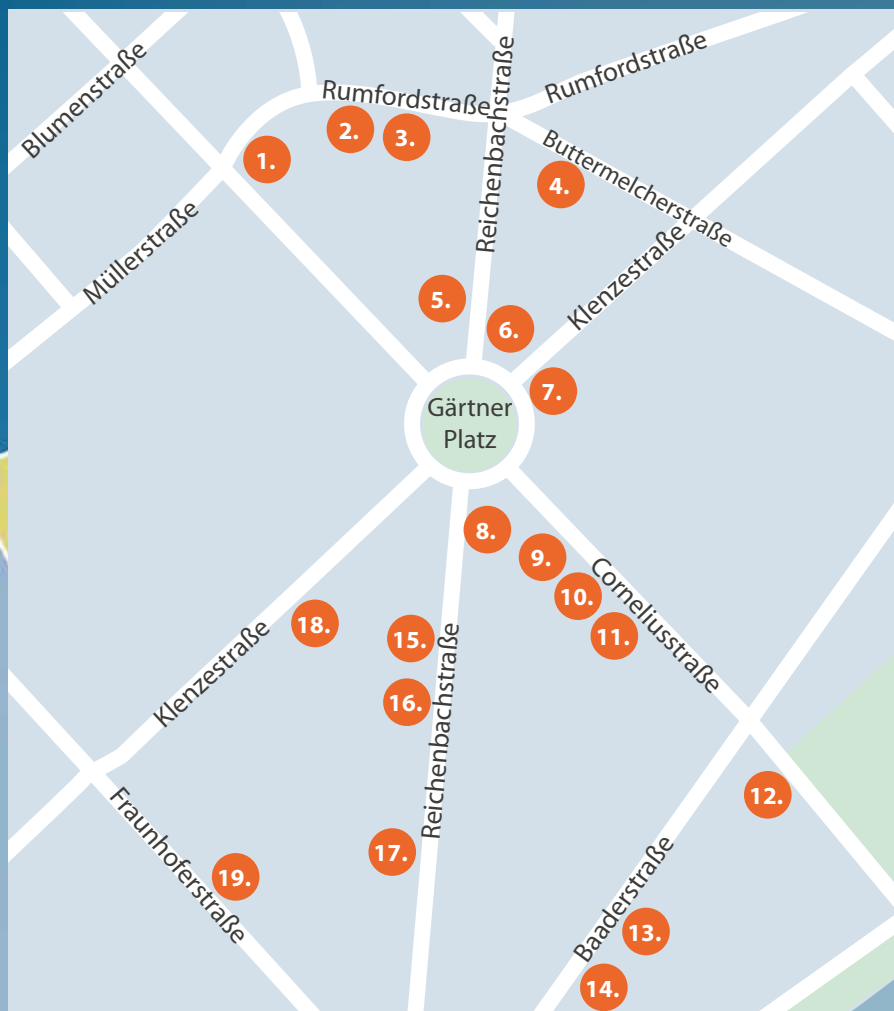 Blumenstraße
Rumfordstraße
Reichenbachstraße
Rumfordstraße
1.
2.
3.
Buttermelcherstraße
4.
Müllerstraße
Klenzestraße
5.
6.
7.
Gärtner
Platz
8.
9.
10.
11.
Corneliusstraße
18.
15.
16.
Klenzestraße
Reichenbachstraße
17.
12.
Fraunhoferstraße
19.
Baaderstraße
13.
14.